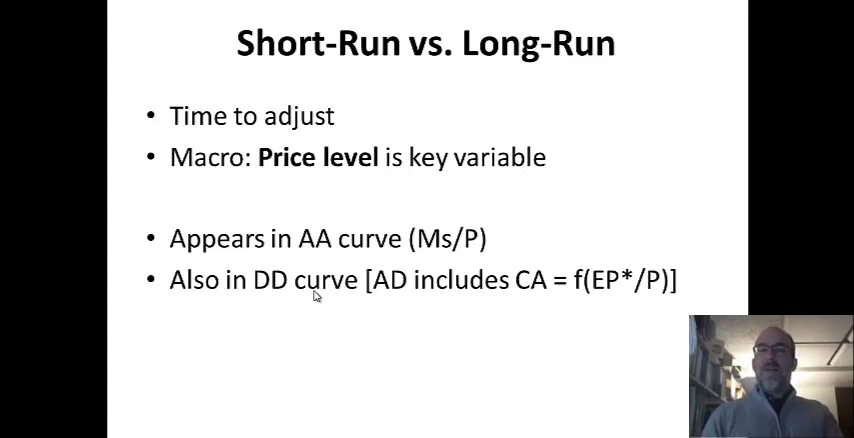 Short-Run vs. Long-Run
• Time to adjust
• Macro: Price level is key variable
• Appears in AA curve (Ms/P)
• Also in DD curve [AD includes CA = f(EP*/P)]